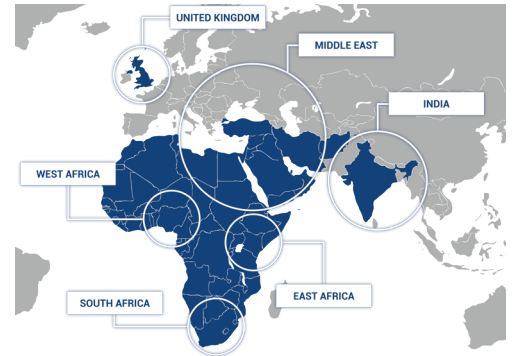 UNITED KINGDOM
MIDDLE EAST
INDIA
WEST AFRICA
EAST AFRICA
SOUTH AFRICA